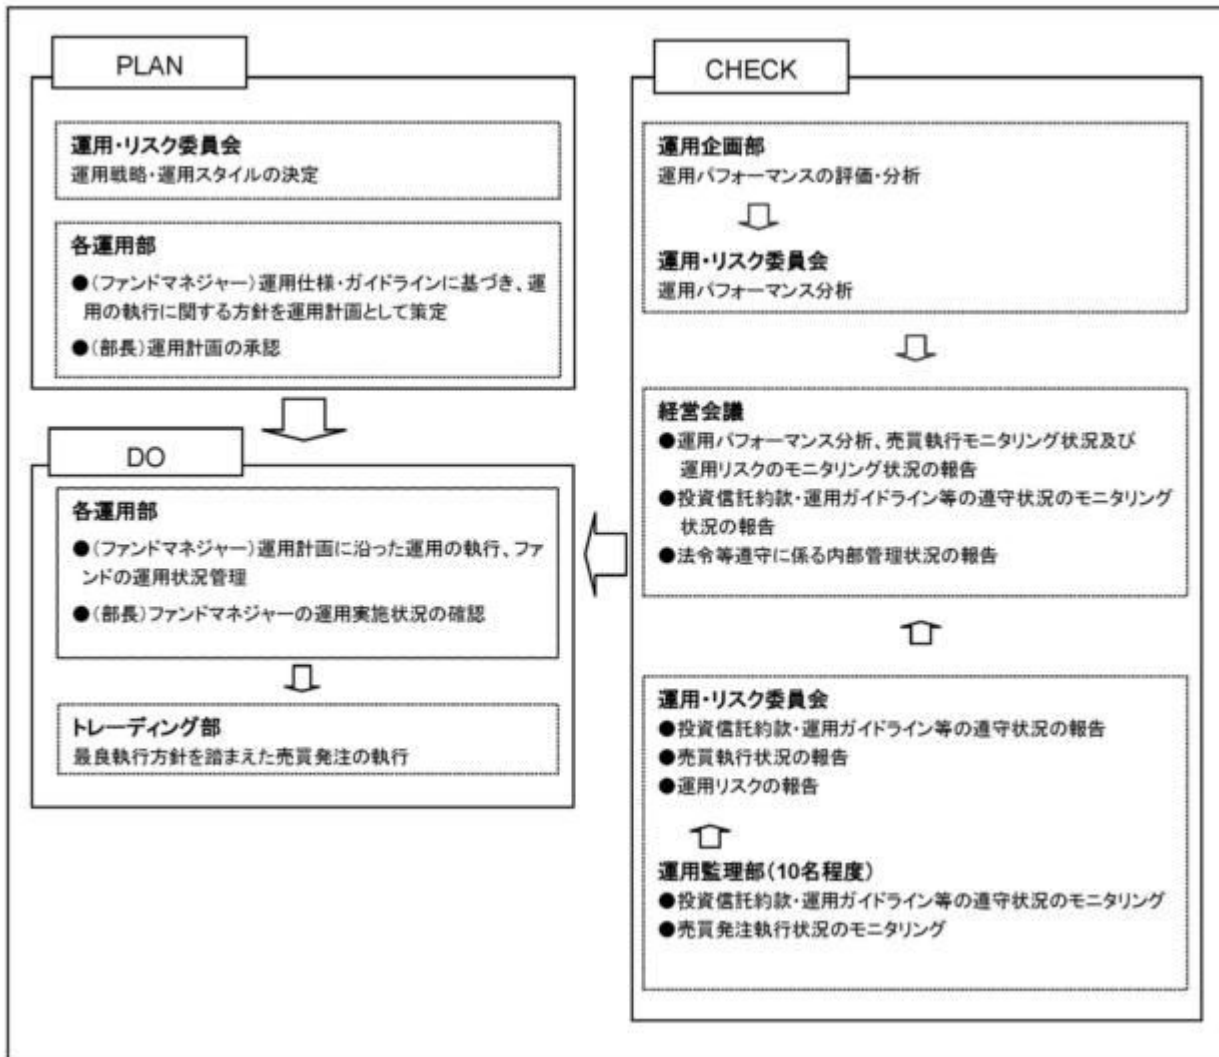 PLAN
運用・リスク委員会
運用戦略・運用スタイルの決定
各運用部
●(ファンドマネジャー)運用仕様・ガイドラインに基づき、運
用の執行に関する方針を運用計画として策定
●(部長)運用計画の承認
DO
各運用部
●(ファンドマネジャー)運用計画に沿った運用の執行、ファ
ンドの運用状況管理
●(部長)ファンドマネジャーの運用実施状況の確認
トレーディング部
最良執行方針を踏まえた売買発注の執行
CHECK
運用企画部
運用パフォーマンスの評価・分析
運用・リスク委員会
運用パフォーマンス分析
経営会議
●運用パフォーマンス分析、売買執行モニタリング状況及び
運用リスクのモニタリング状況の報告
●投資信託約款・運用ガイドライン等の遵守状況のモニタリング
状況の報告
●法令等遵守に係る内部管理状況の報告
運用・リスク委員会
●投資信託約款・運用ガイドライン等の遵守状況の報告
●売買執行状況の報告
●運用リスクの報告
運用監理部(10名程度)
●投資信託約款・運用ガイドライン等の遵守状況のモニタリング
●売買発注執行状況のモニタリング